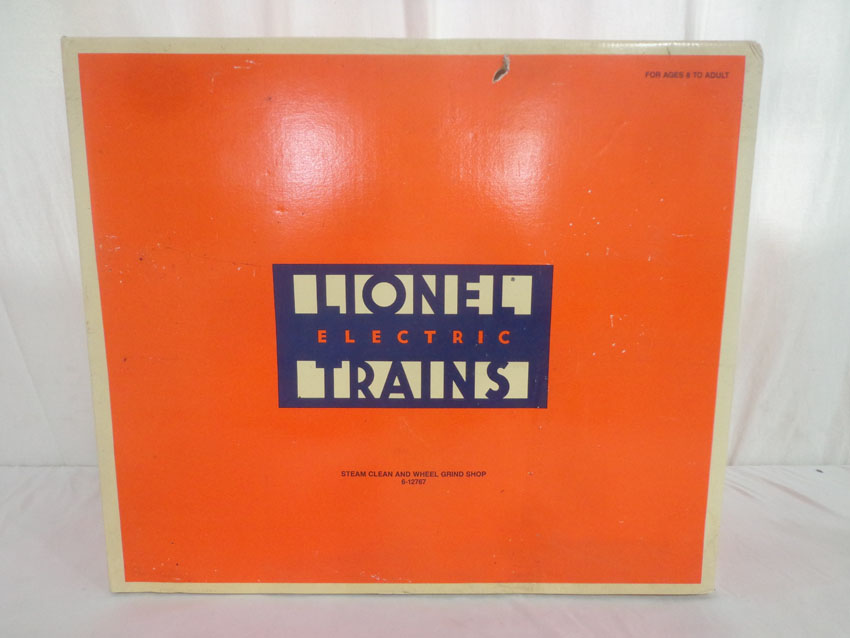 FOR AGES 8 TO ADULT
LIONEL®
ELECTRIC
TRAINS
STEAM CLEAN AND WHEEL GRIND SHOP
6-12767